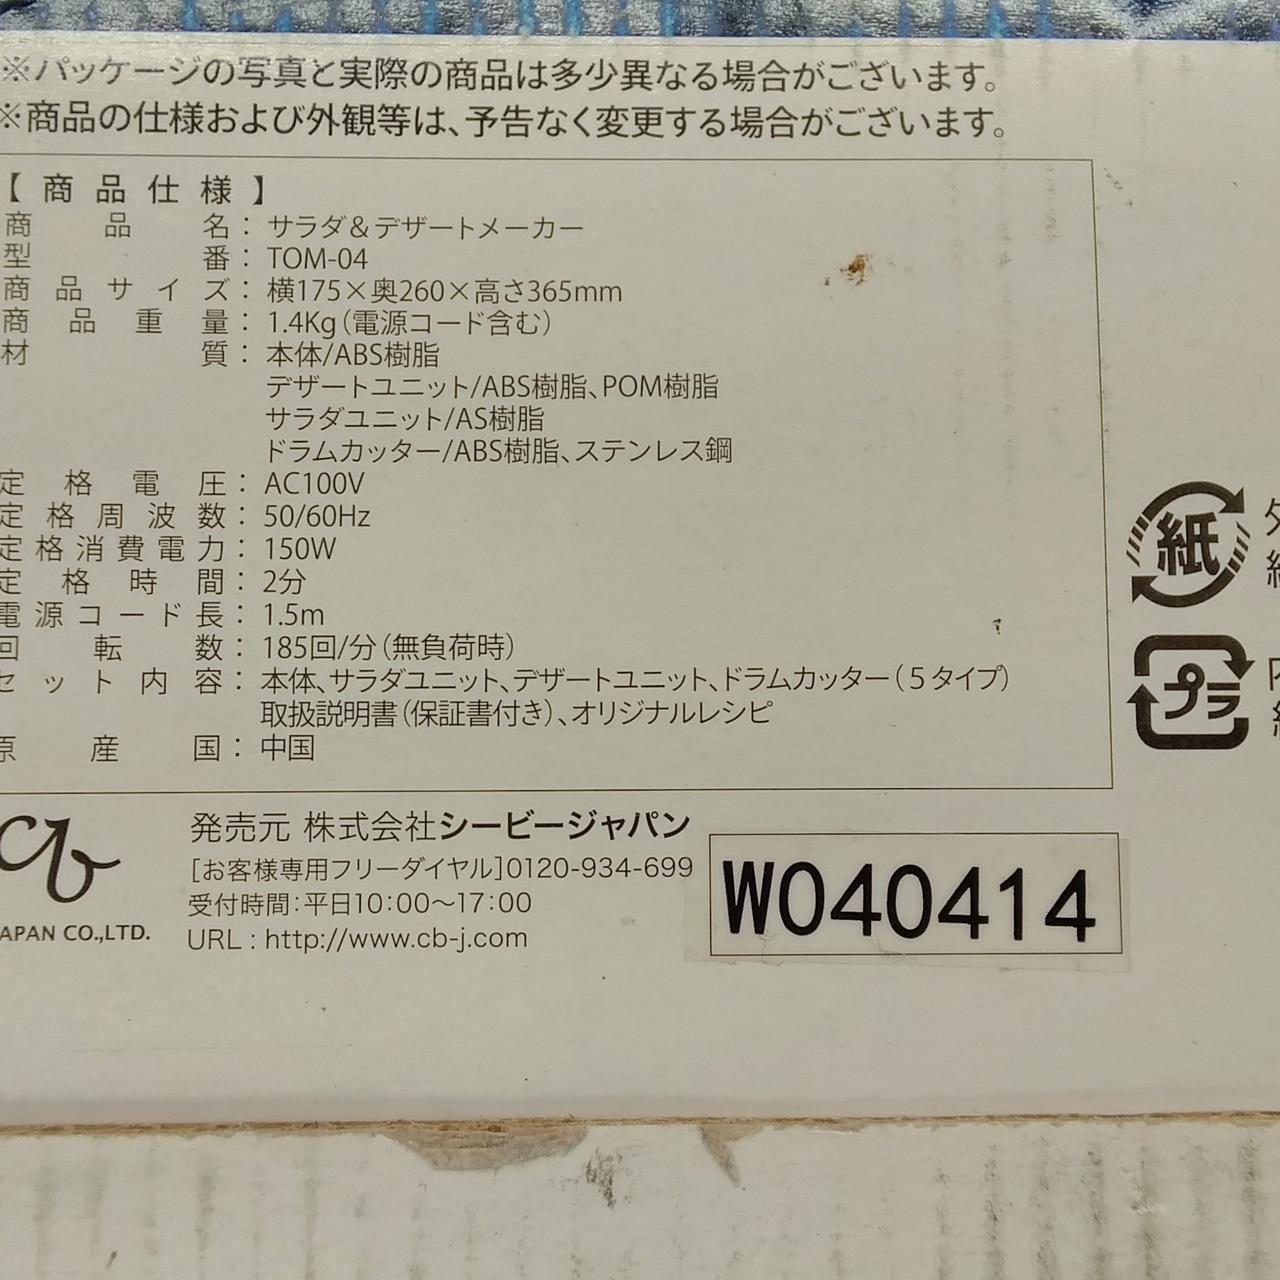 ※パッケージの写真と実際の商品は多少異なる場合がございます。
※商品の仕様および外観等は、予告なく変更する場合がございます。
【商品仕様】
商品名：サラダ＆デザートメーカー
型番：TOM-04
商品サイズ：横175×奥260×高さ365mm
商品重量：1.4Kg（電源コード含む）
材質：本体/ABS樹脂
デザートユニット/ABS樹脂、POM樹脂
サラダユニット/AS樹脂
ドラムカッター/ABS樹脂、ステンレス鋼
定格電圧：AC100V
定格周波数：50/60Hz
定格消費電力：150W
定格時間：2分
電源コード長：1.5m
回転数：185回/分（無負荷時）
セット内容：本体、サラダユニット、デザートユニット、ドラムカッター（５タイプ）
取扱説明書（保証書付き）、オリジナルレシピ
原産国：中国
紙
プラ
cb
APAN CO.,LTD.
発売元 株式会社シービージャパン
［お客様専用フリーダイヤル］0120-934-699
受付時間：平日10：00〜17：00
URL : http://www.cb-j.com
W040414